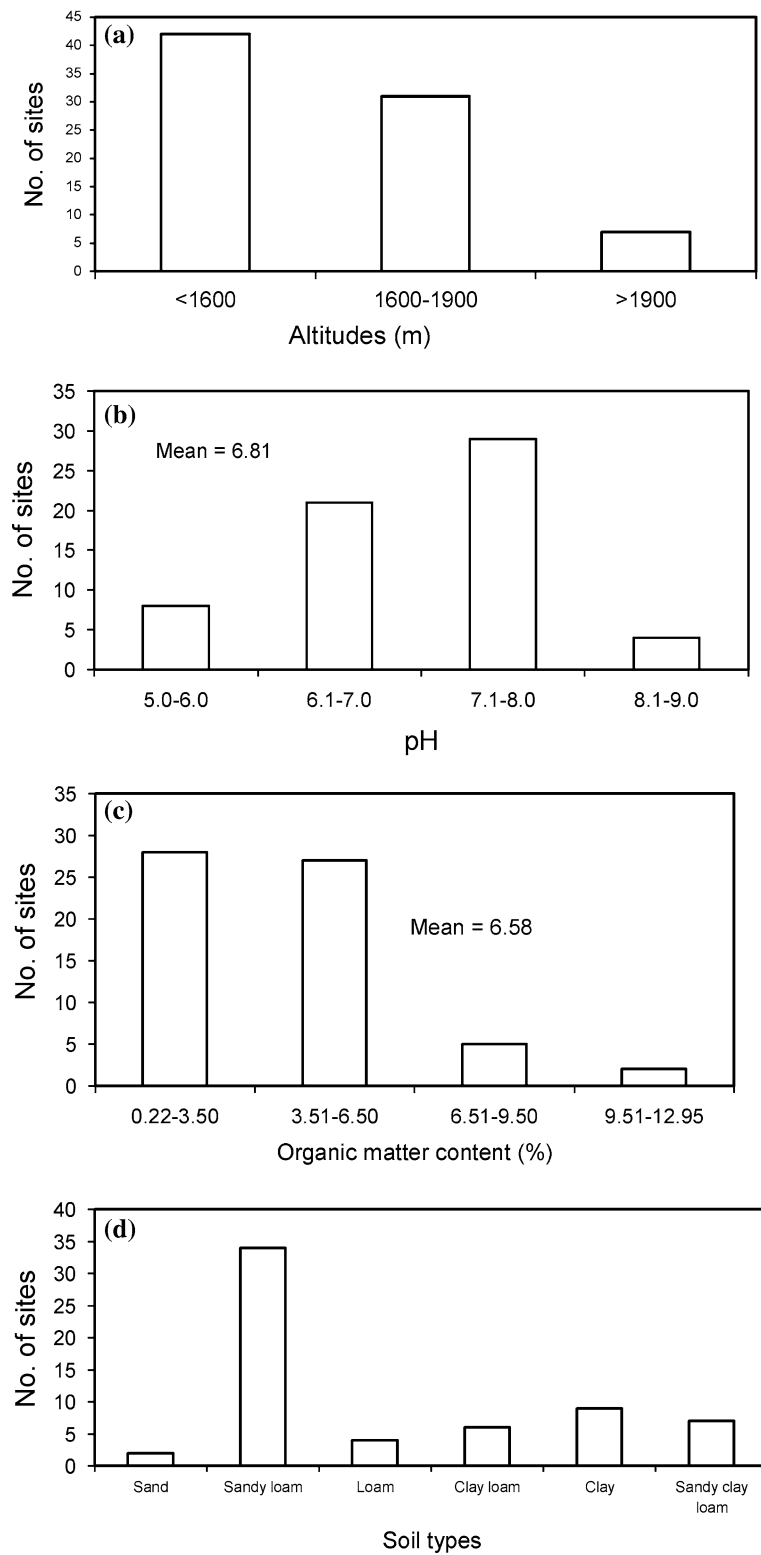 (a)
45
40
35
30
25
20
15
10
5
0
No. of sites
<1600 1600-1900 >1900
Altitudes (m)
(b)
35
30
25
20
15
10
5
0
No. of sites
Mean = 6.81
5.0-6.0 6.1-7.0 7.1-8.0 8.1-9.0
pH
(c)
35
30
25
20
15
10
5
0
No. of sites
Mean = 6.58
0.22-3.50 3.51-6.50 6.51-9.50 9.51-12.95
Organic matter content (%)
(d)
40
35
30
25
20
15
10
5
0
No. of sites
Sand Sandy loam Loam Clay loam Clay Sandy clay
loam
Soil types